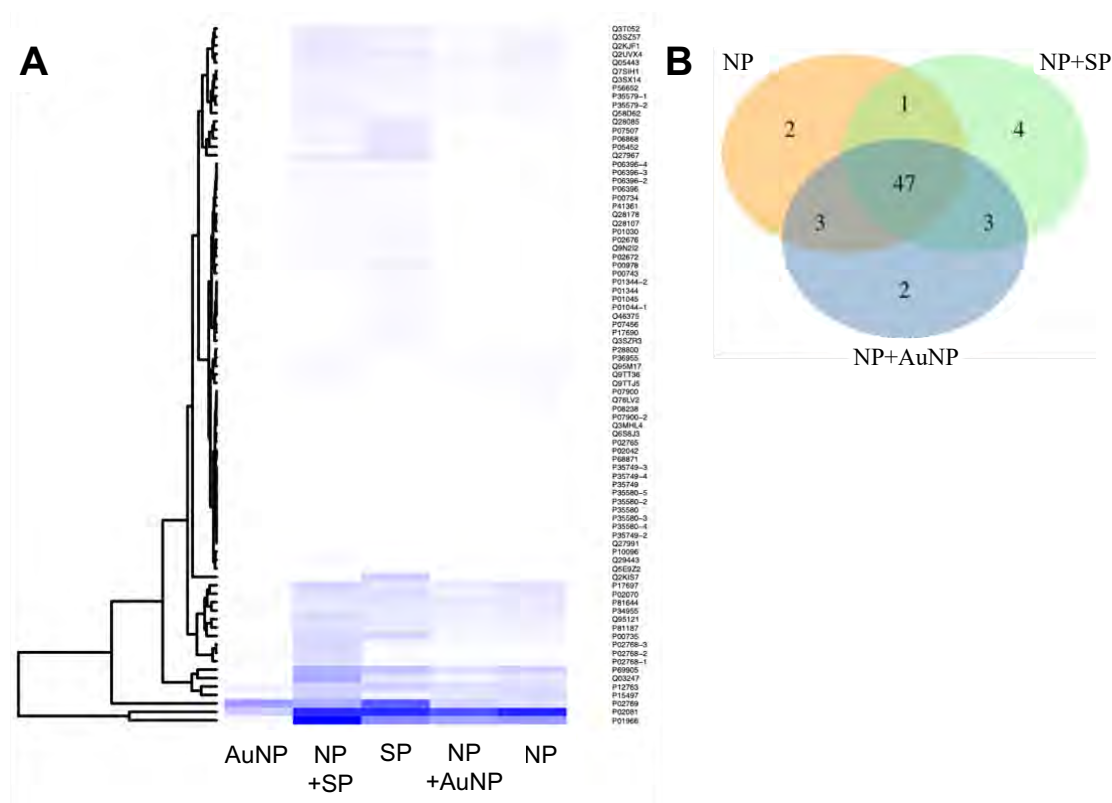 A
Q3T052
Q3SZ57
Q2KJF1
Q2UVX4
Q05443
Q7SIH1
Q3SX14
P56652
P35579-1
P35579-2
Q58D62
Q28085
P07507
P06868
P05452
Q27967
P06396-4
P06396-3
P06396-2
P06396
P00734
P41361
Q28178
Q28107
P01030
P02676
Q9N2I2
P02672
P00978
P00743
P01344-2
P01344
P01045
P01044-1
O46375
P07456
P17690
Q3SZR3
P28800
P36955
Q95M17
Q9TT36
Q9TTJ5
P07900
Q76LV2
P08238
P07900-2
Q3MHL4
Q6S8J3
P02765
P02042
P68871
P35749-3
P35749-4
P35749
P35580-5
P35580-2
P35580
P35580-3
P35580-4
P35749-2
Q27991
P10096
Q29443
Q5E9Z2
Q2KIS7
P17697
P02070
P81644
P34955
Q95121
P81187
P00735
P02768-3
P02768-2
P02768-1
P69905
Q03247
P12763
P15497
P02769
P02081
P01966
AuNP
NP
+SP
SP
NP
+AuNP
NP
B
NP
NP+SP
1
2
4
47
3
3
2
NP+AuNP